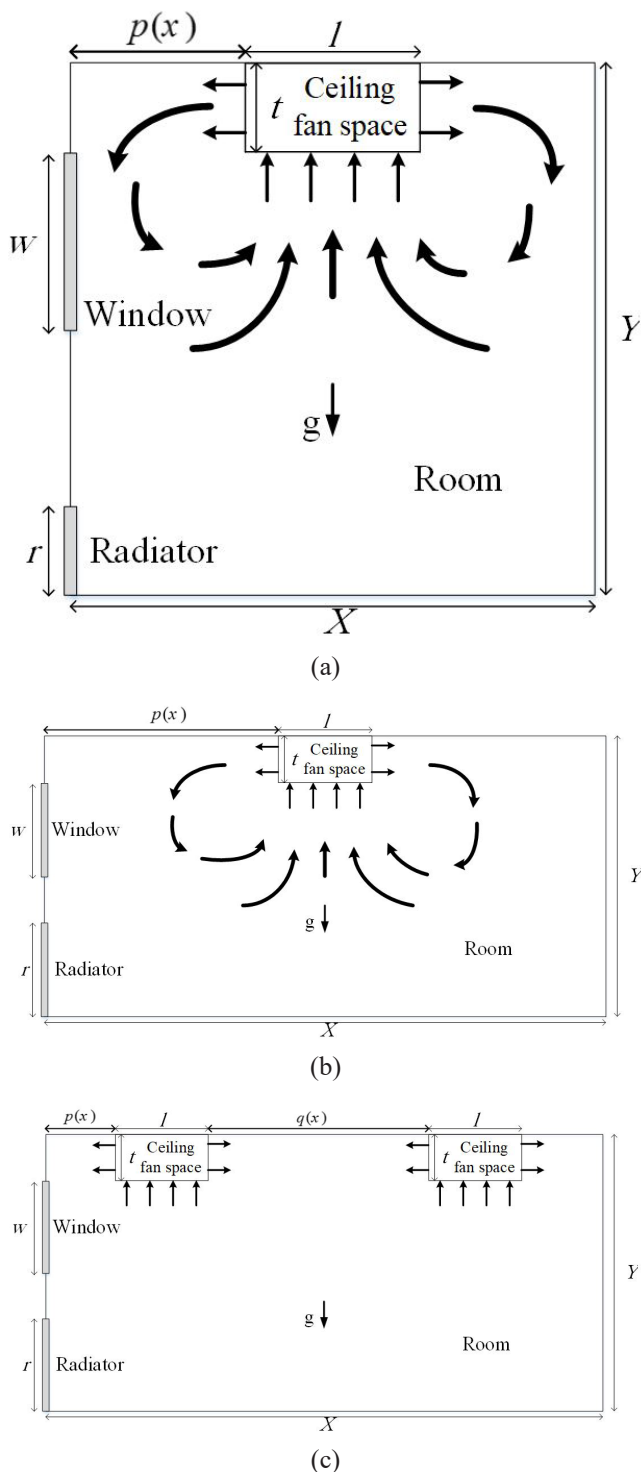 p(x) l
t Ceiling
fan space
w
Window
Y
g
Room
r Radiator
X
(a)
p(x) l
t Ceiling
fan space
w Window
Y
g
Room
r Radiator
X
(b)
p(x) l q(x) l
t Ceiling
fan space
t Ceiling
fan space
w Window
Y
g
Room
r Radiator
X
(c)